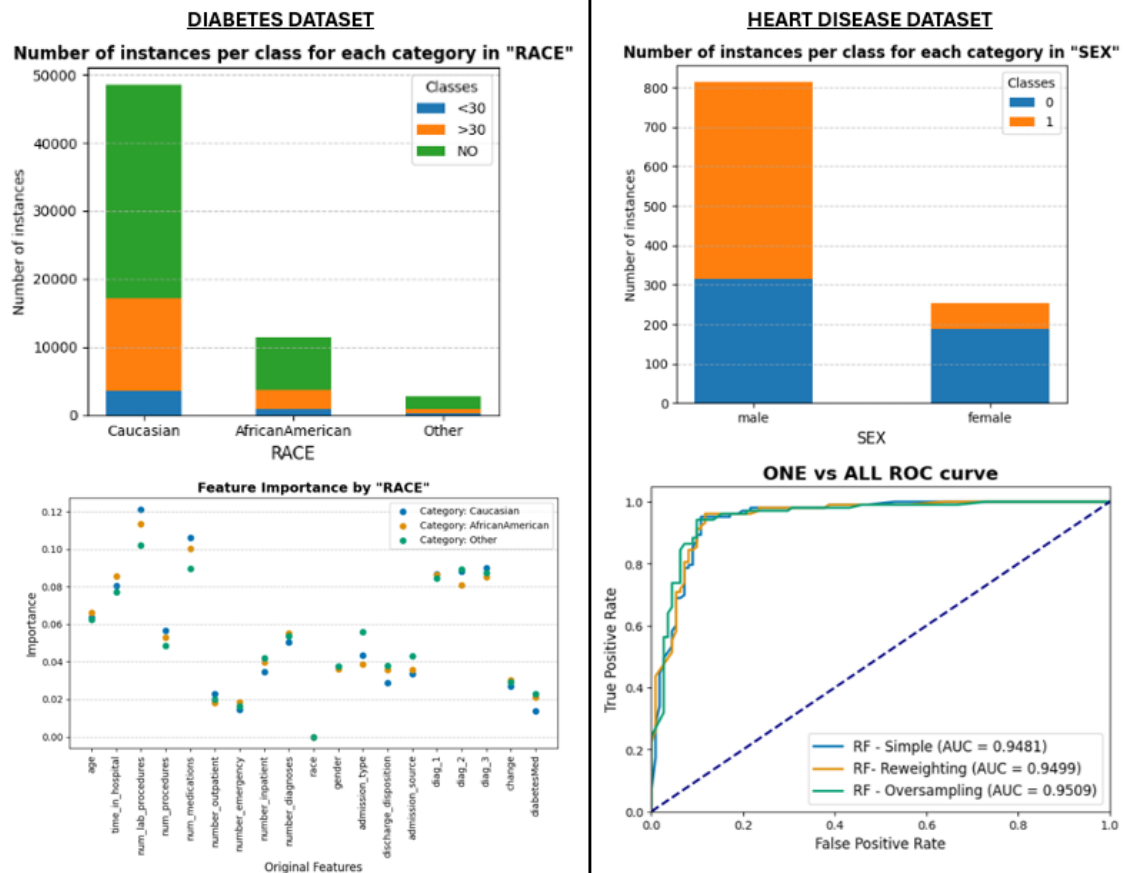 DIABETES DATASET
Number of instances per class for each category in "RACE"
Number of instances
50000
40000
30000
20000
10000
0
Classes
<30
>30
NO
Caucasian
AfricanAmerican
Other
RACE
Feature Importance by "RACE"
Importance
0.12
0.10
0.08
0.06
0.04
0.02
0.00
Category: Caucasian
Category: AfricanAmerican
Category: Other
age
time_in_hospital
num_lab_procedures
num_procedures
num_medications
number_outpatient
number_emergency
number_inpatient
number_diagnoses
race
gender
admission_type
discharge_disposition
admission_source
diag_1
diag_2
diag_3
change
diabetesMed
Original Features
HEART DISEASE DATASET
Number of instances per class for each category in "SEX"
Number of instances
800
700
600
500
400
300
200
100
0
Classes
0
1
male
female
SEX
ONE vs ALL ROC curve
True Positive Rate
1.0
0.8
0.6
0.4
0.2
0.0
RF - Simple (AUC = 0.9481)
RF- Reweighting (AUC = 0.9499)
RF - Oversampling (AUC = 0.9509)
0.0
0.2
0.4
0.6
0.8
1.0
False Positive Rate